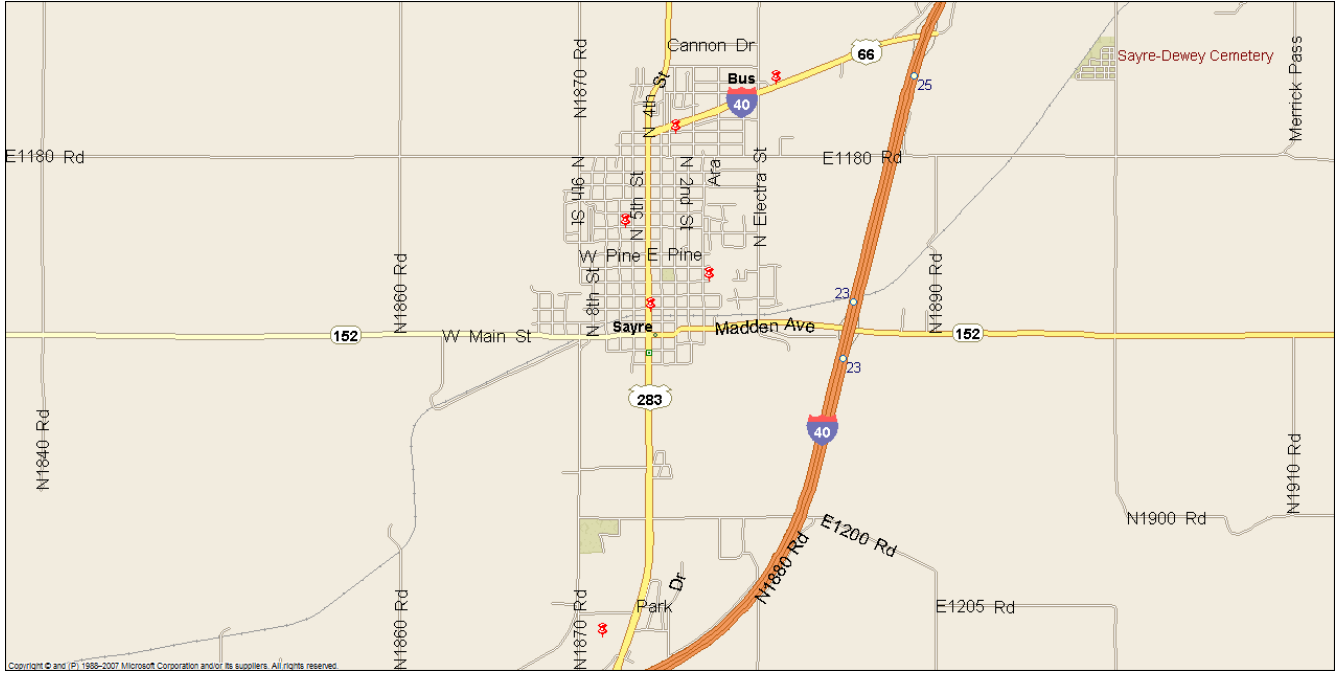 Cannon Dr
66
Bus
40
Sayre-Dewey Cemetery
25
N1870 Rd
N 4th St
Merrick Pass
E1180 Rd
E1180 Rd
N 9th St
N 5th St
N 2nd St
Ara
N Electra St
W Pine
E Pine
N1860 Rd
N 8th St
N1890 Rd
23
Sayre
Madden Ave
152
W Main St
152
23
283
40
N1840 Rd
N1910 Rd
N1900 Rd
E1200 Rd
N1880 Rd
Park Dr
E1205 Rd
N1860 Rd
N1870 Rd
Copyright © and (P) 1988–2007 Microsoft Corporation and/or its suppliers. All rights reserved.